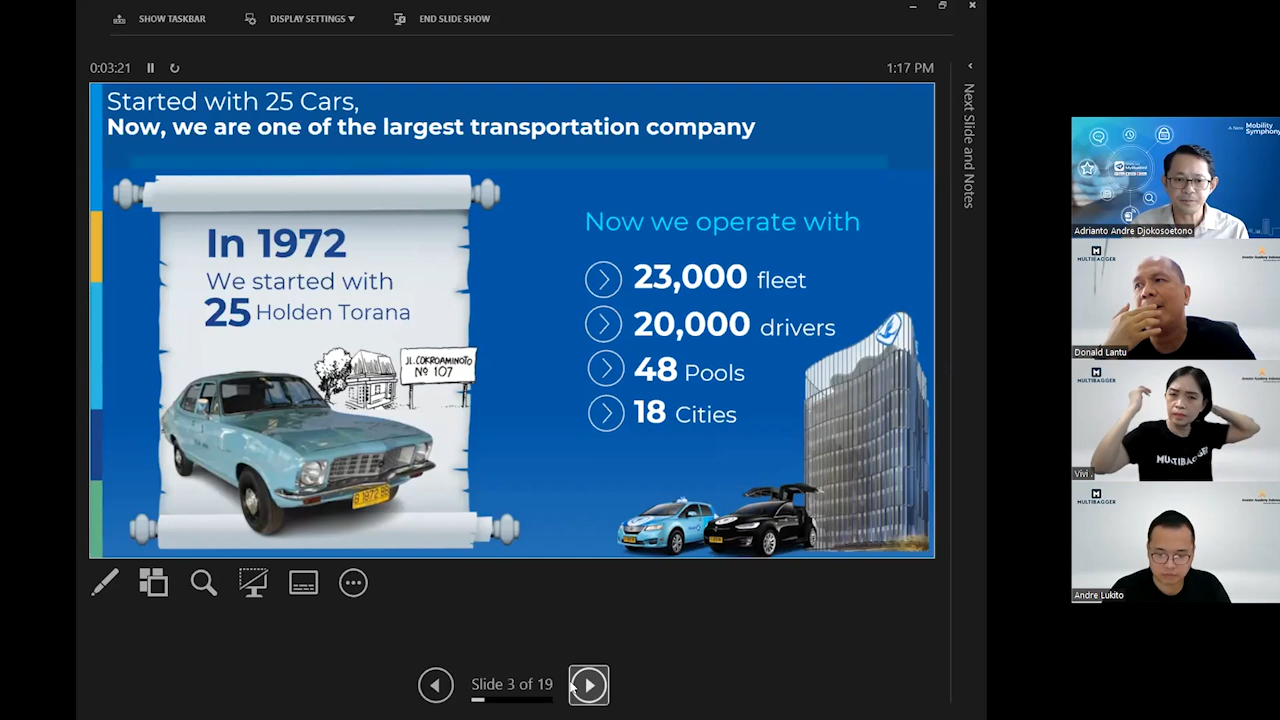 SHOW TASKBAR
DISPLAY SETTINGS ▼
END SLIDE SHOW
0:03:21
1:17 PM
Next Slide and Notes
Started with 25 Cars,
Now, we are one of the largest transportation company
In 1972
We started with
25 Holden Torana
JL.COKROAMINOTO
Nº 107
B 1972 BB
Now we operate with
23,000 fleet
20,000 drivers
48 Pools
18 Cities
Slide 3 of 19
A New Mobility
Symphony
Adrianto Andre Djokosoetono
MULTIBAGGER
Donald Lantu
MULTIBAGGER
MULTIBAGGER
Vivi .
MULTIBAGGER
Andre Lukito